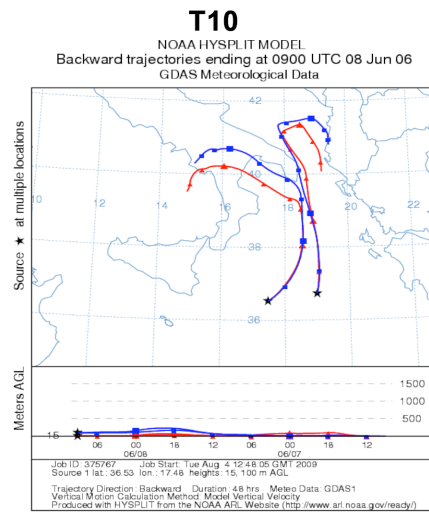 T10
NOAA HYSPLIT MODEL
Backward trajectories ending at 0900 UTC 08 Jun 06
GDAS Meteorological Data
Source ★ at multiple locations
42
40
38
36
10
12
14
16
18
20
22
Meters AGL
1500
1000
500
15
06 00 18 12 06 00 18 12
06/08 06/07
Job ID: 375767 Job Start: Tue Aug 4 12:48:05 GMT 2009
Source 1 lat.: 36.53 lon.: 17.48 heights: 15, 100 m AGL
Trajectory Direction: Backward Duration: 48 hrs Meteo Data: GDAS1
Vertical Motion Calculation Method: Model Vertical Velocity
Produced with HYSPLIT from the NOAA ARL Website (http://www.arl.noaa.gov/ready/)